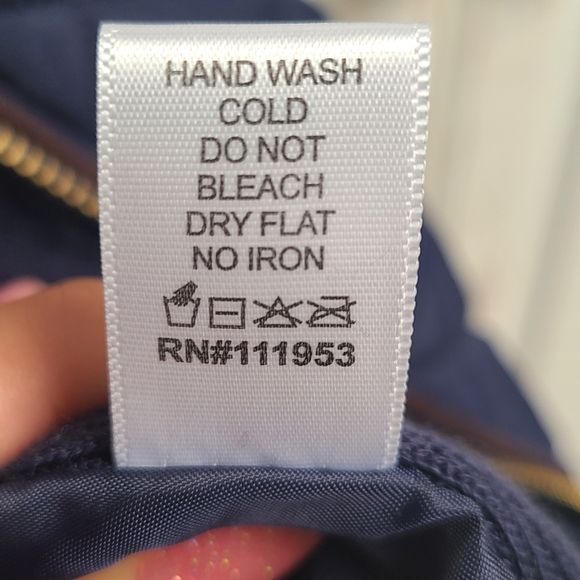 HAND WASH
COLD
DO NOT
BLEACH
DRY FLAT
NO IRON
RN#111953